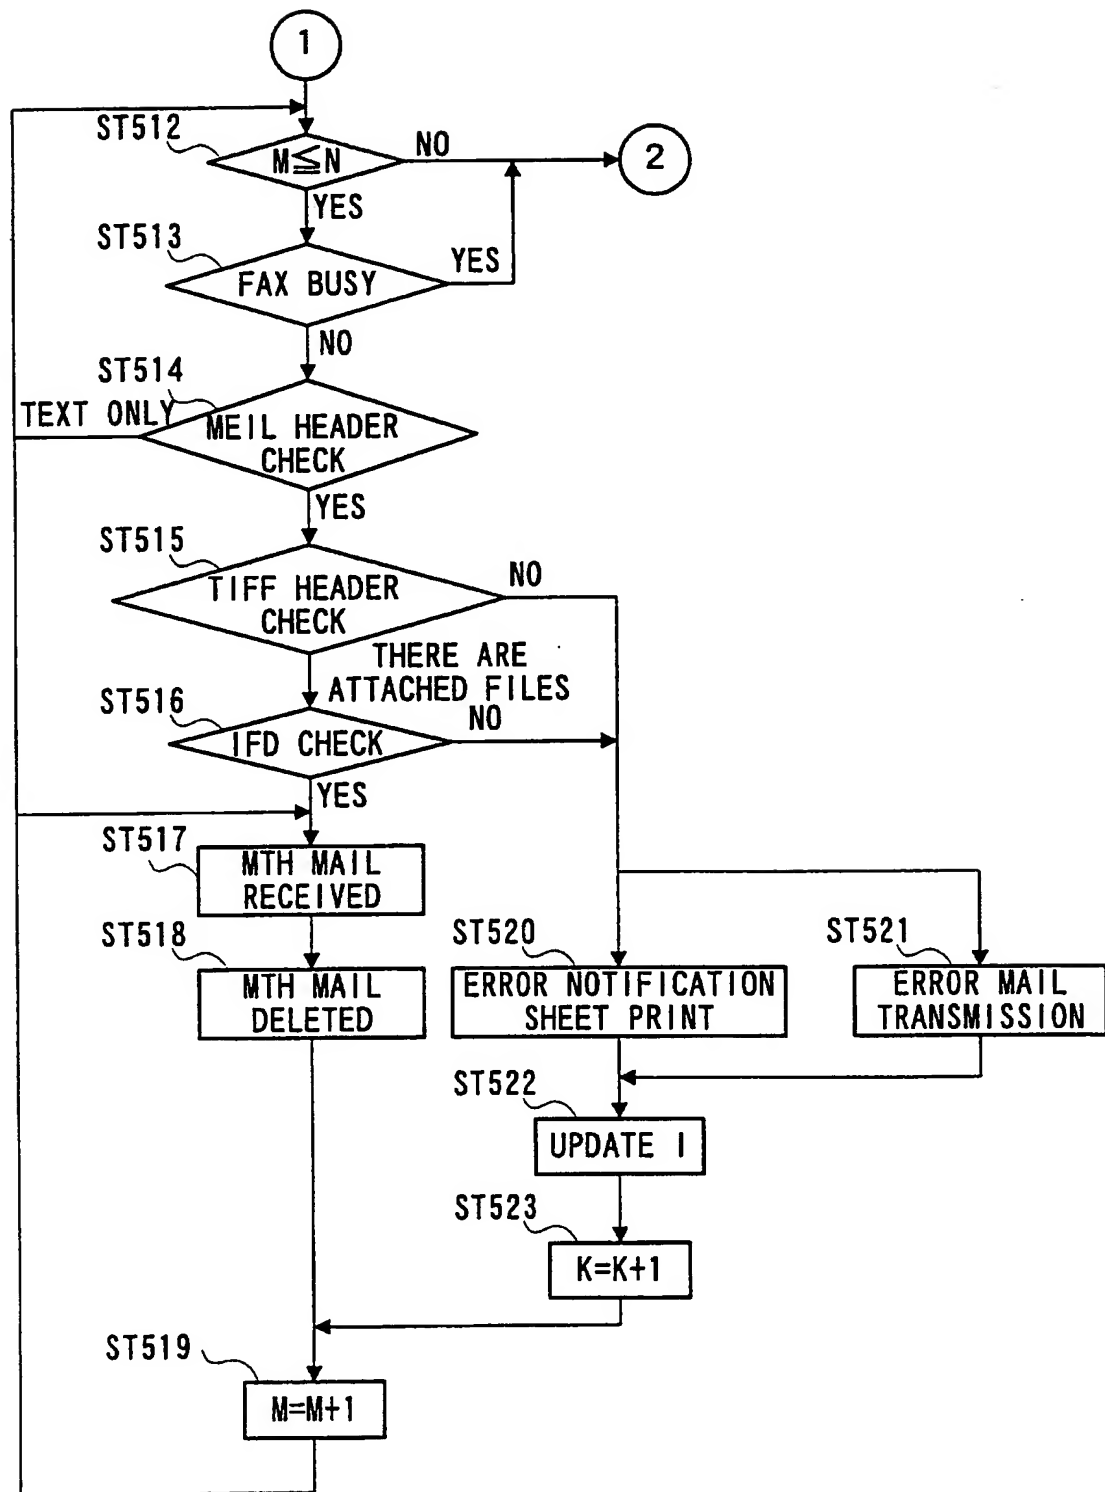 1
ST512
M≦N
NO
2
YES
ST513
FAX BUSY
YES
NO
ST514
TEXT ONLY
MEIL HEADER
CHECK
YES
ST515
TIFF HEADER
CHECK
NO
THERE ARE
ATTACHED FILES
ST516
IFD CHECK
NO
YES
ST517
MTH MAIL
RECEIVED
ST518
MTH MAIL
DELETED
ST520
ERROR NOTIFICATION
SHEET PRINT
ST521
ERROR MAIL
TRANSMISSION
ST522
UPDATE I
ST523
K=K+1
ST519
M=M+1